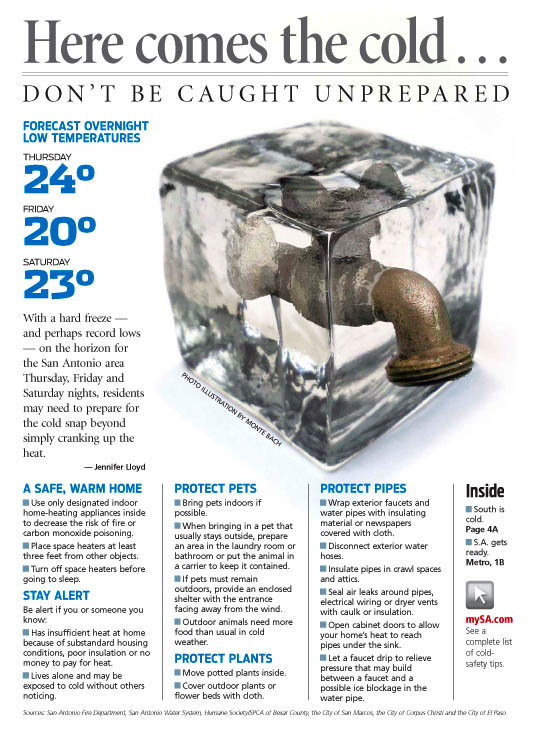 Here comes the cold . . .
DON'T BE CAUGHT UNPREPARED
FORECAST OVERNIGHT
LOW TEMPERATURES
THURSDAY
24°
FRIDAY
20°
SATURDAY
23°
With a hard freeze —
and perhaps record lows
— on the horizon for
the San Antonio area
Thursday, Friday and
Saturday nights, residents
may need to prepare for
the cold snap beyond
simply cranking up the
heat.
— Jennifer Lloyd
PHOTO ILLUSTRATION BY MONTE BACH
A SAFE, WARM HOME
■ Use only designated indoor
home-heating appliances inside
to decrease the risk of fire or
carbon monoxide poisoning.
■ Place space heaters at least
three feet from other objects.
■ Turn off space heaters before
going to sleep.
STAY ALERT
Be alert if you or someone you
know:
■ Has insufficient heat at home
because of substandard housing
conditions, poor insulation or no
money to pay for heat.
■ Lives alone and may be
exposed to cold without others
noticing.
PROTECT PETS
■ Bring pets indoors if
possible.
■ When bringing in a pet that
usually stays outside, prepare
an area in the laundry room or
bathroom or put the animal in
a carrier to keep it contained.
■ If pets must remain
outdoors, provide an enclosed
shelter with the entrance
facing away from the wind.
■ Outdoor animals need more
food than usual in cold
weather.
PROTECT PLANTS
■ Move potted plants inside.
■ Cover outdoor plants or
flower beds with cloth.
PROTECT PIPES
■ Wrap exterior faucets and
water pipes with insulating
material or newspapers
covered with cloth.
■ Disconnect exterior water
hoses.
■ Insulate pipes in crawl spaces
and attics.
■ Seal air leaks around pipes,
electrical wiring or dryer vents
with caulk or insulation.
■ Open cabinet doors to allow
your home's heat to reach
pipes under the sink.
■ Let a faucet drip to relieve
pressure that may build
between a faucet and a
possible ice blockage in the
water pipe.
Inside
■ South is
cold.
Page 4A
■ S.A. gets
ready.
Metro, 1B
mySA.com
See a
complete list
of cold-
safety tips.
Sources: San Antonio Fire Department, San Antonio Water System, Humane Society/SPCA of Bexar County, the City of San Marcos, the City of Corpus Christi and the City of El Paso